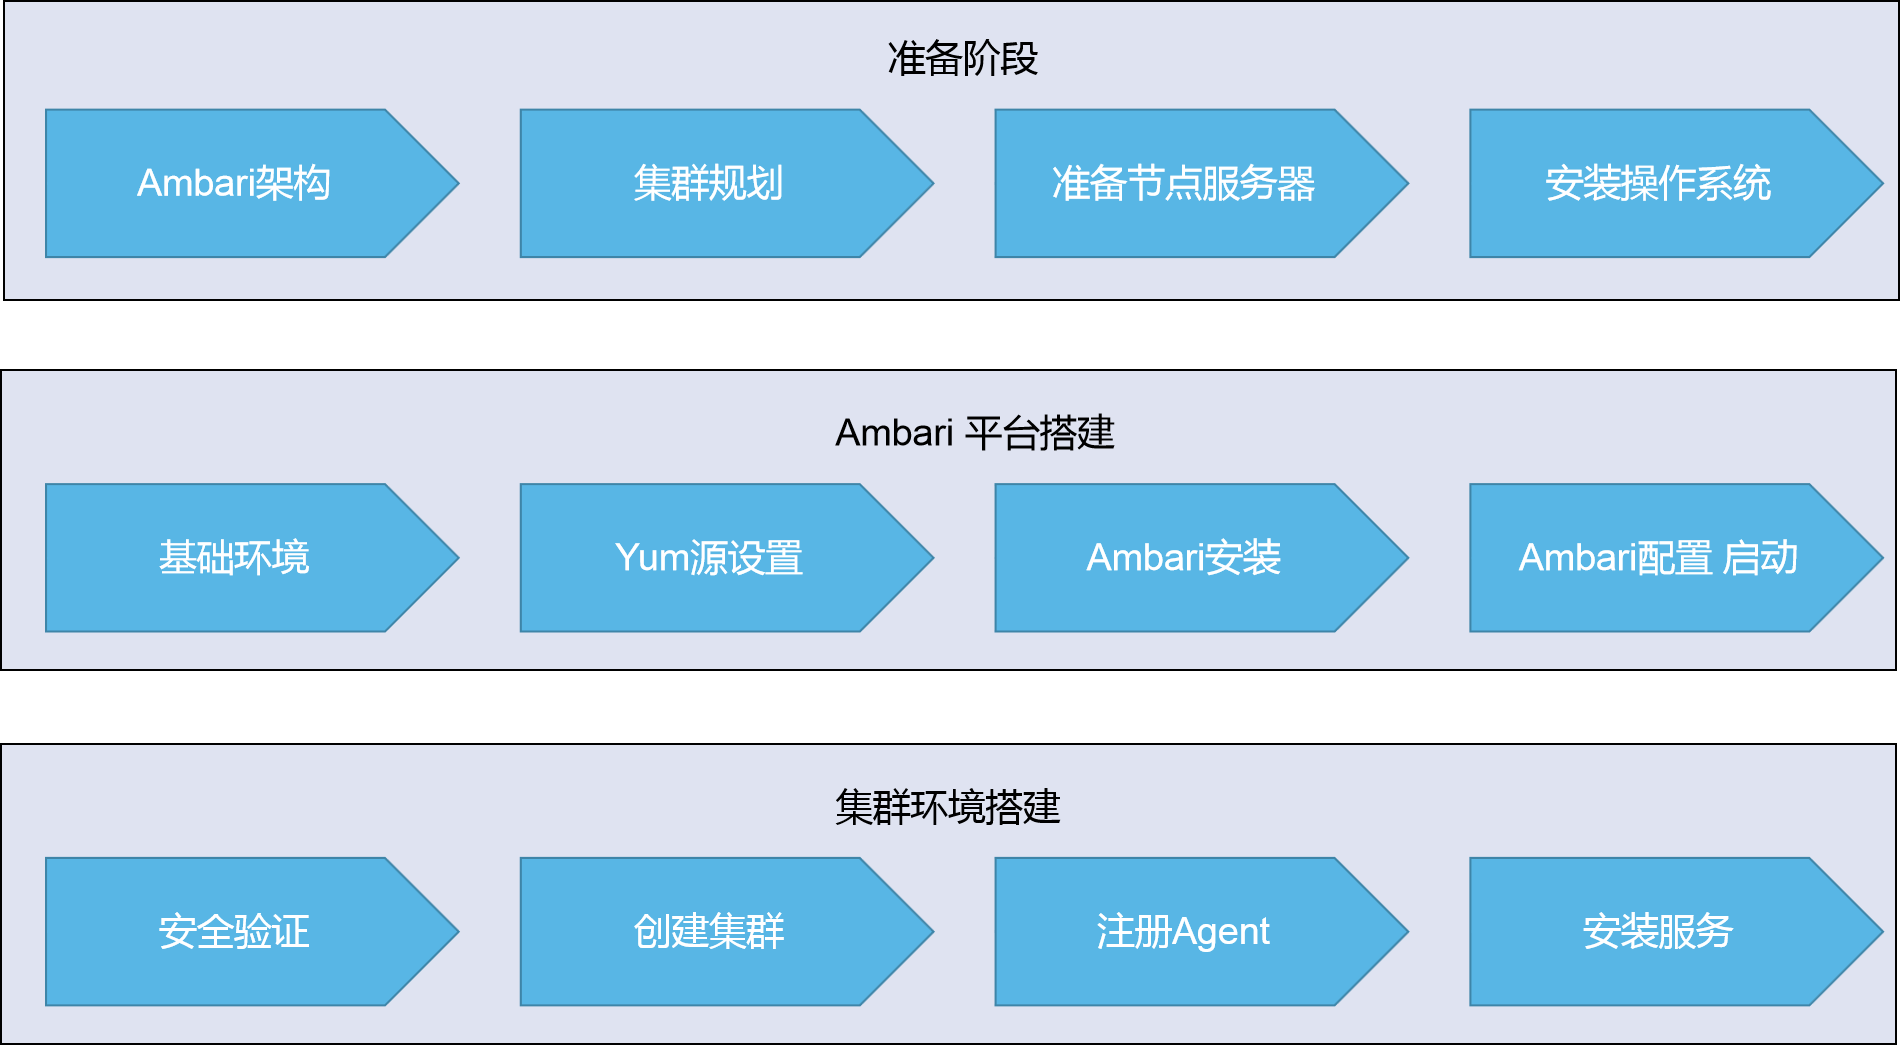 准备阶段
Ambari架构
集群规划
准备节点服务器
安装操作系统
Ambari 平台搭建
基础环境
Yum源设置
Ambari安装
Ambari配置 启动
集群环境搭建
安全验证
创建集群
注册Agent
安装服务